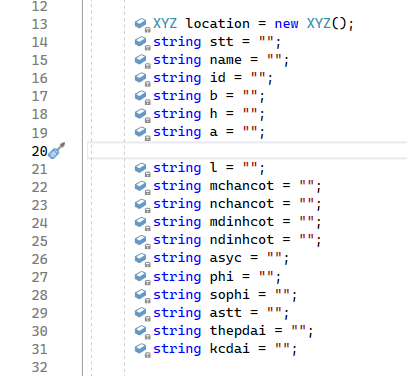 12
13 XYZ location = new XYZ();
14 string stt = "";
15 string name = "";
16 string id = "";
17 string b = "";
18 string h = "";
19 string a = "";
20
21 string l = "";
22 string mchancot = "";
23 string nchancot = "";
24 string mdinhcot = "";
25 string ndinhcot = "";
26 string asyc = "";
27 string phi = "";
28 string sophi = "";
29 string astt = "";
30 string thepdai = "";
31 string kcdai = "";
32